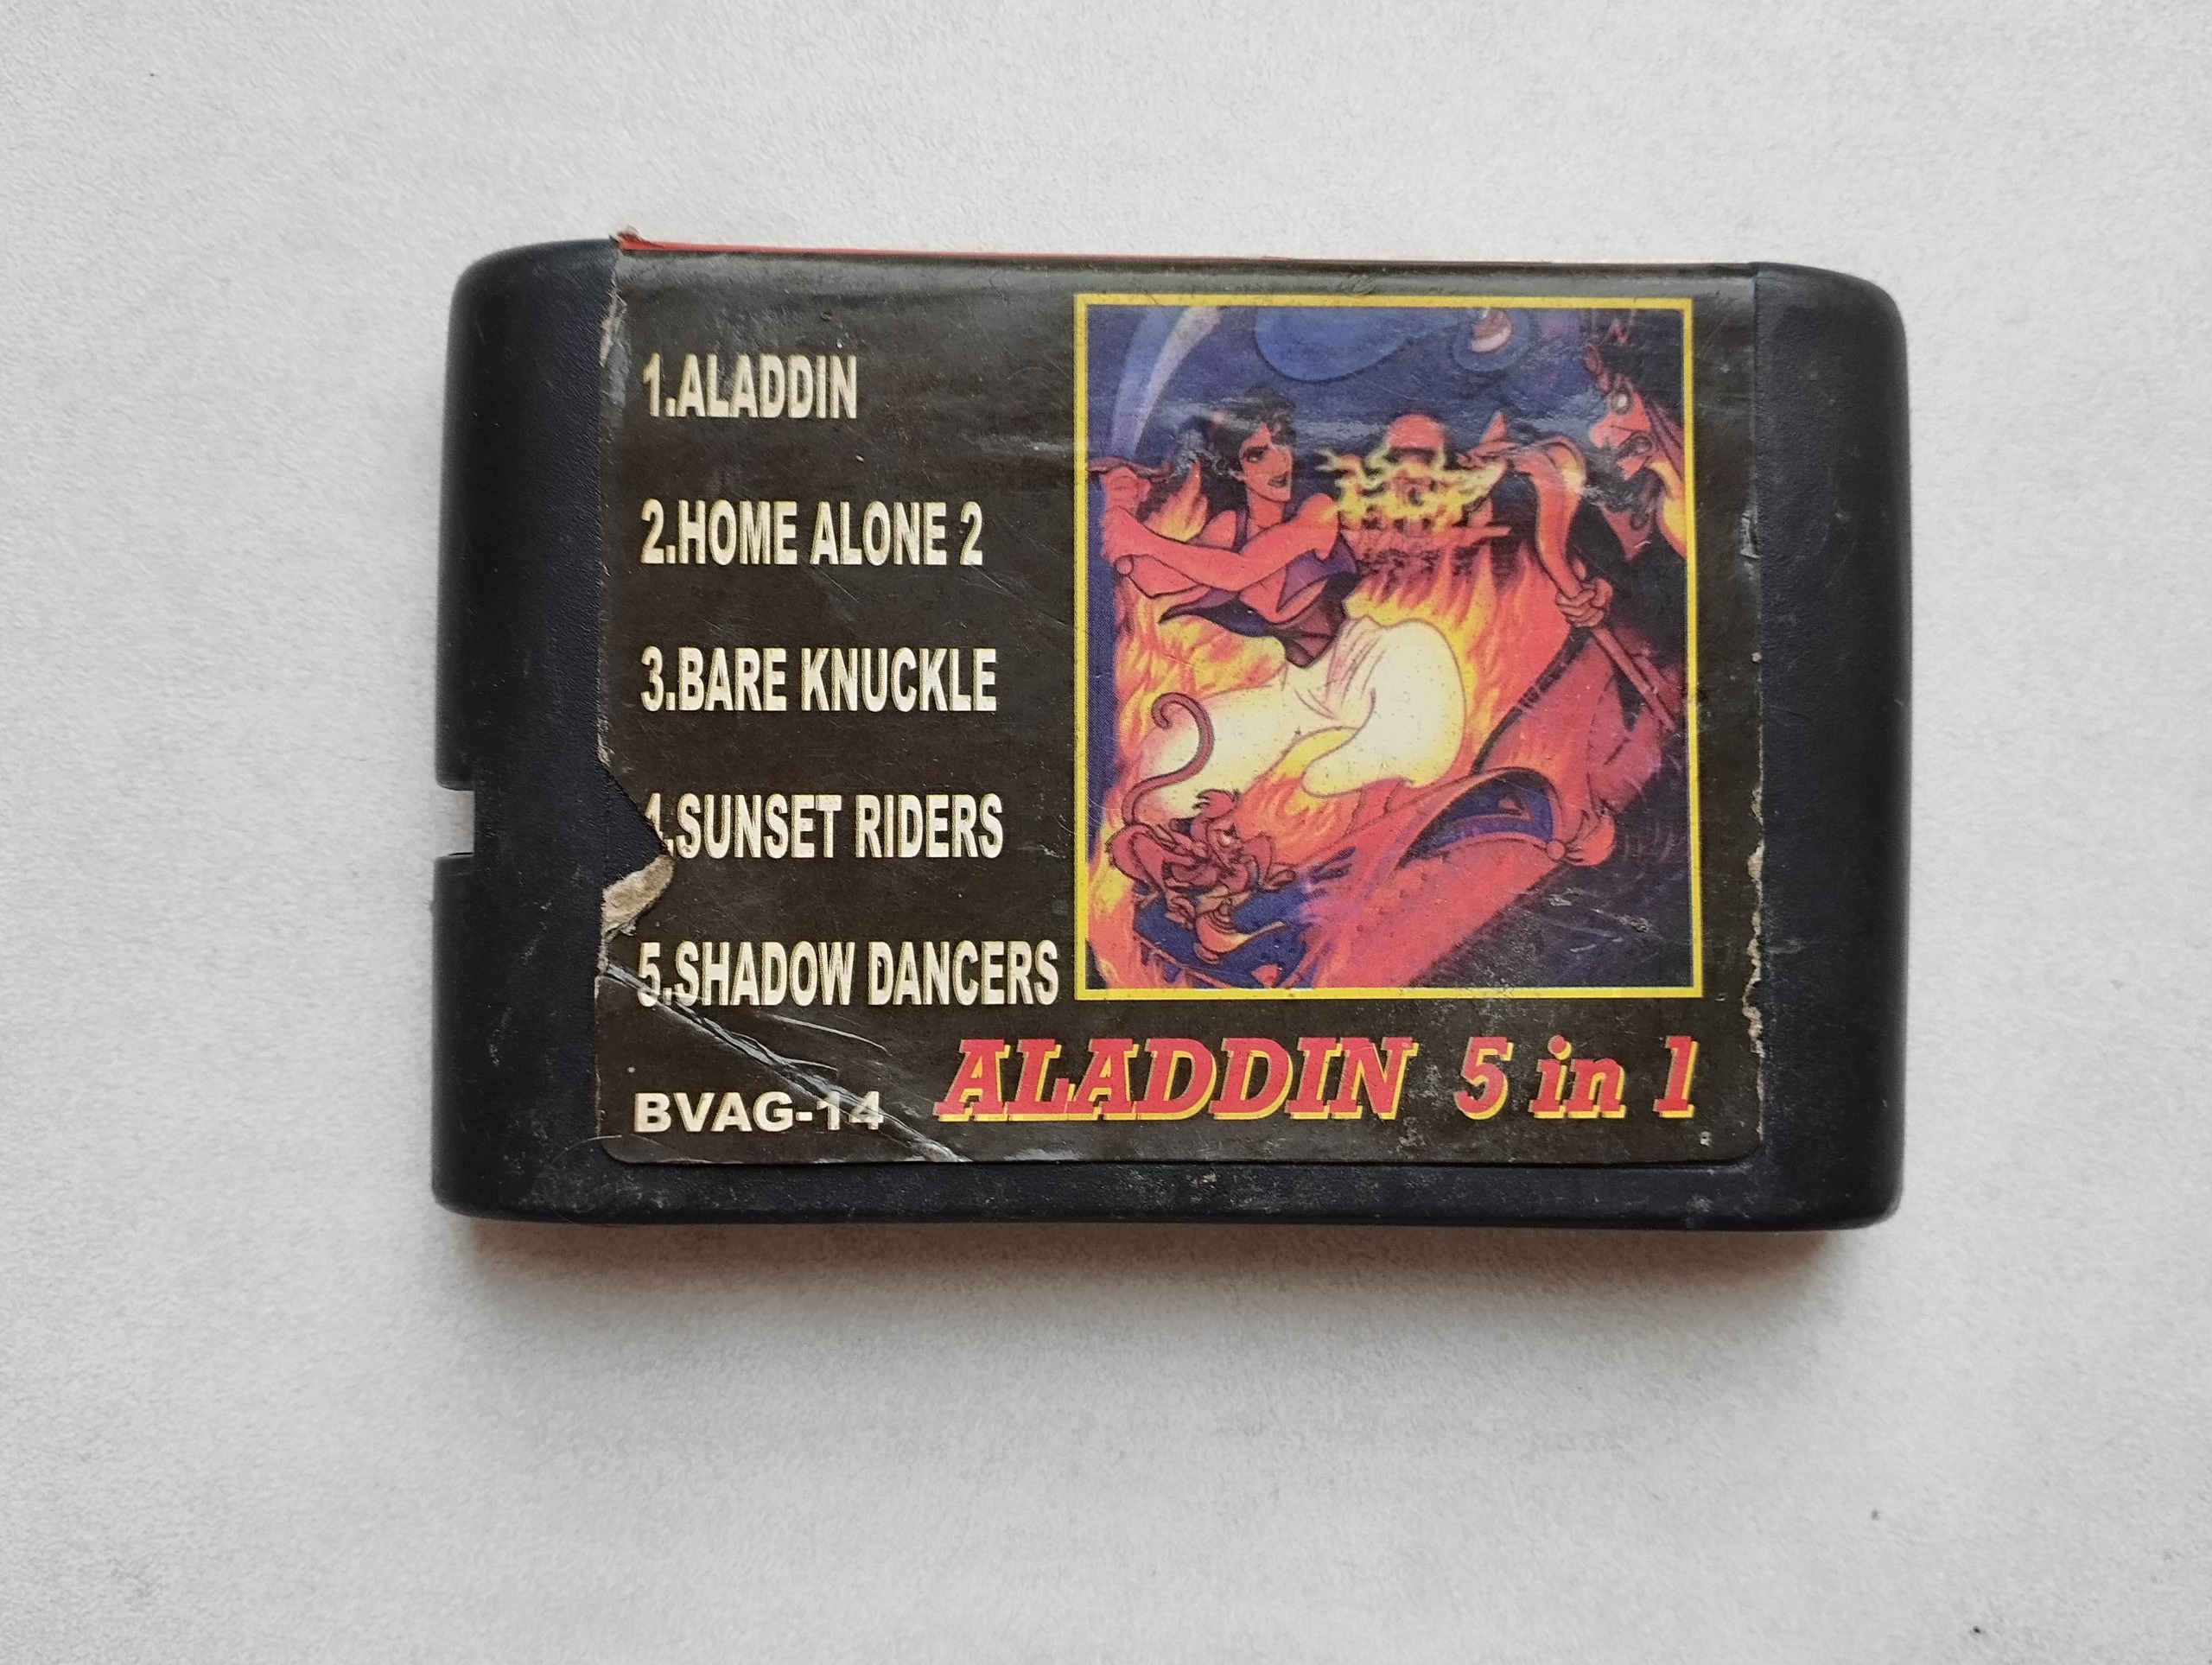 1.ALADDIN
2.HOME ALONE 2
3.BARE KNUCKLE
4.SUNSET RIDERS
5.SHADOW DANCERS
BVAG-14
ALADDIN 5 in 1